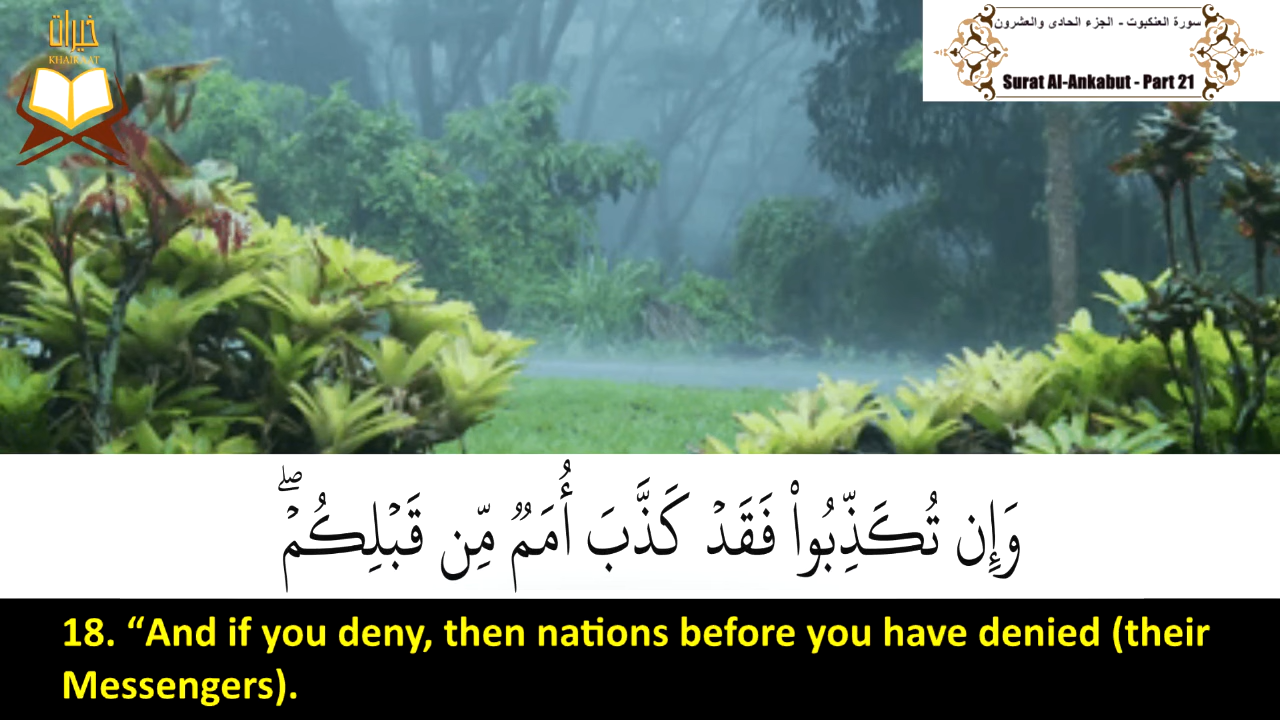 خيرات
KHAIRAAT
سورة العنكبوت - الجزء الحادى والعشرون
Surat Al-Ankabut - Part 21
وَإِن تُكَذِّبُوا۟ فَقَدْ كَذَّبَ أُمَمٌۭ مِّن قَبْلِكُمْ ۖ
18. “And if you deny, then nations before you have denied (their
Messengers).